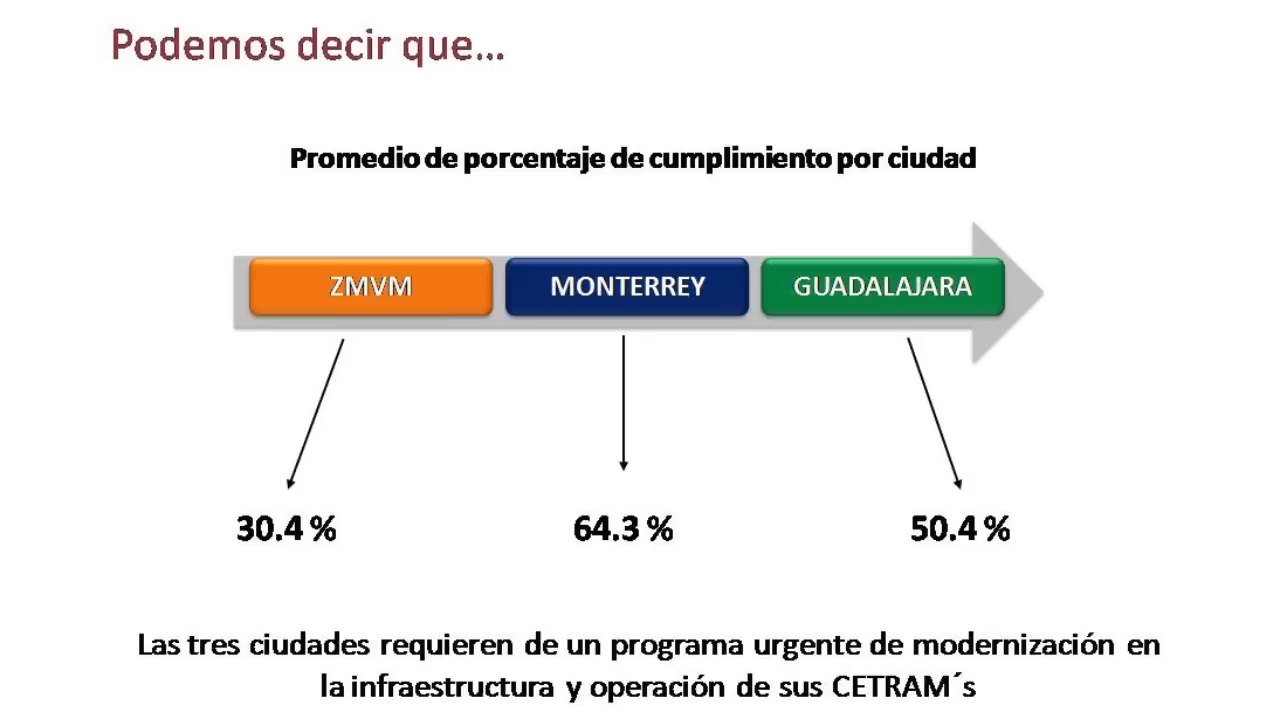 Podemos decir que...
Promedio de porcentaje de cumplimiento por ciudad
ZMVM MONTERREY GUADALAJARA
30.4 % 64.3 % 50.4 %
Las tres ciudades requieren de un programa urgente de modernización en
la infraestructura y operación de sus CETRAM´s